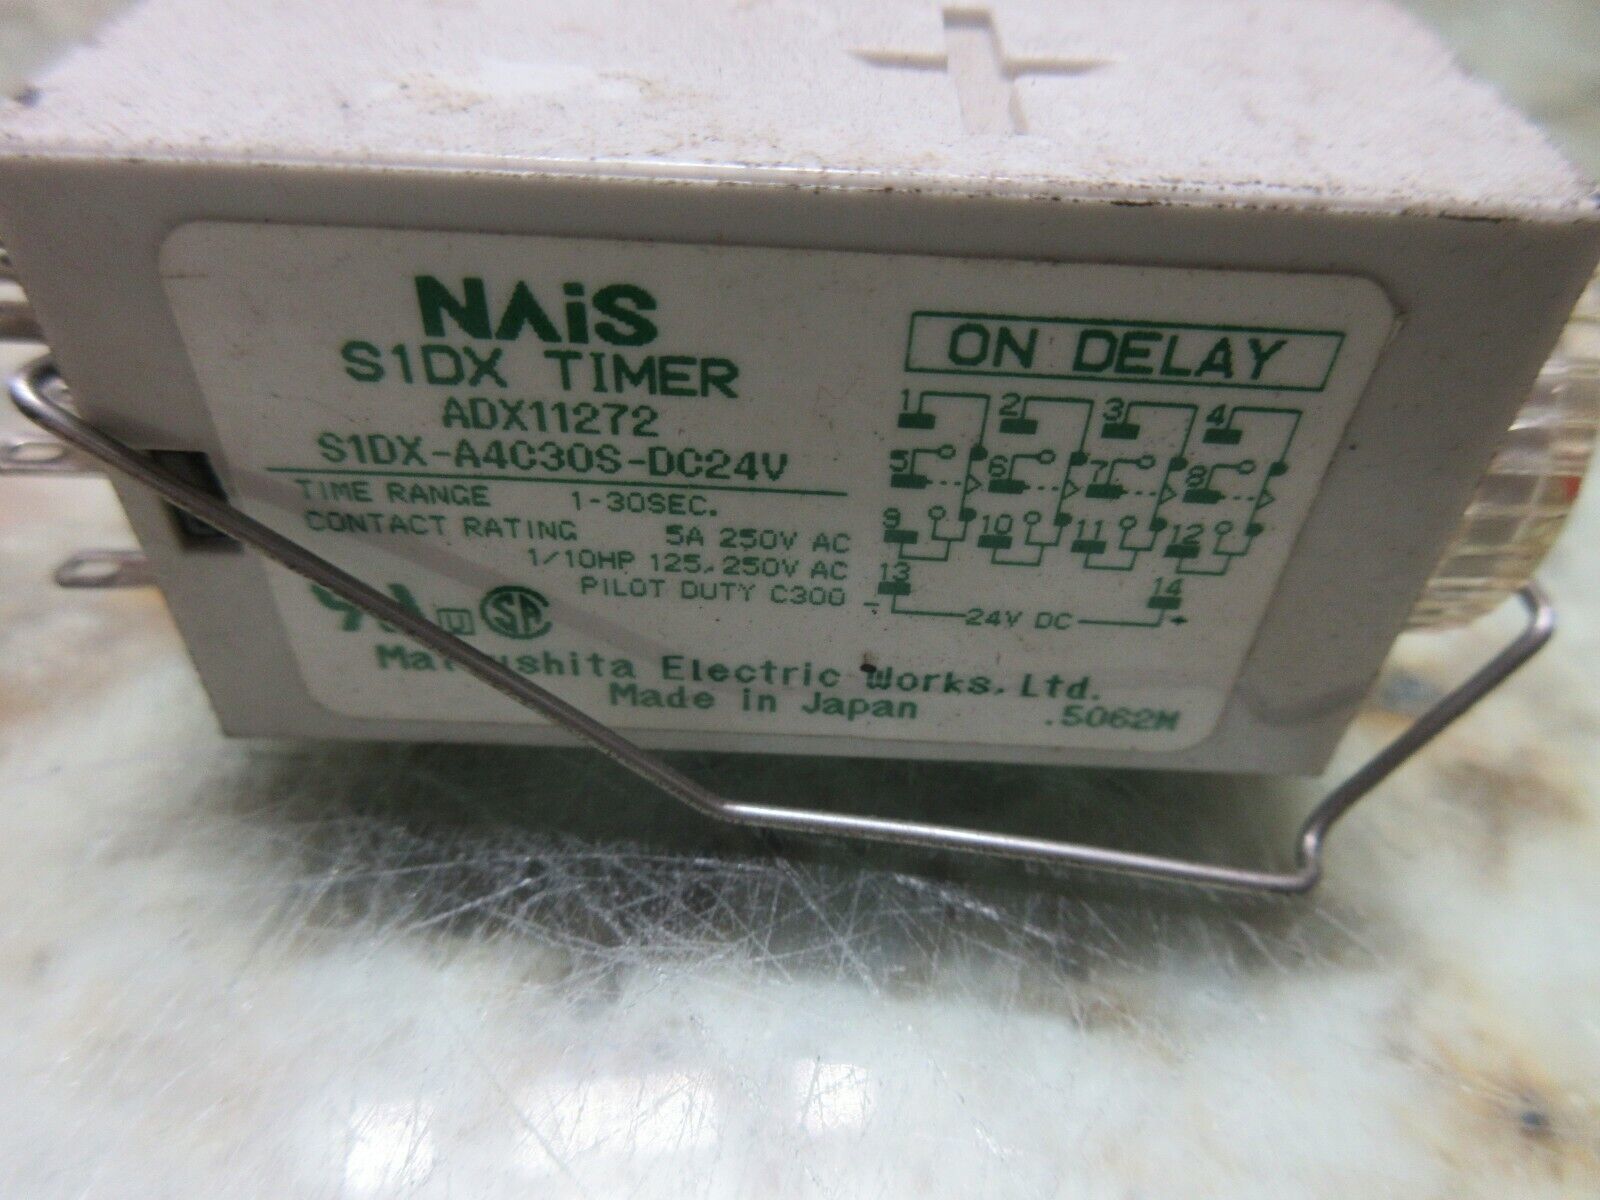 NAiS
S1DX TIMER
ADX11272
S1DX-A4C30S-DC24V
TIME RANGE 1-30SEC.
CONTACT RATING 5A 250V AC
1/10HP 125, 250V AC
PILOT DUTY C300
Matsushita Electric Works, Ltd.
Made in Japan .5062M
ON DELAY
1 2 3 4
5 6 7 8
9 10 11 12
13 14
- 24V DC +